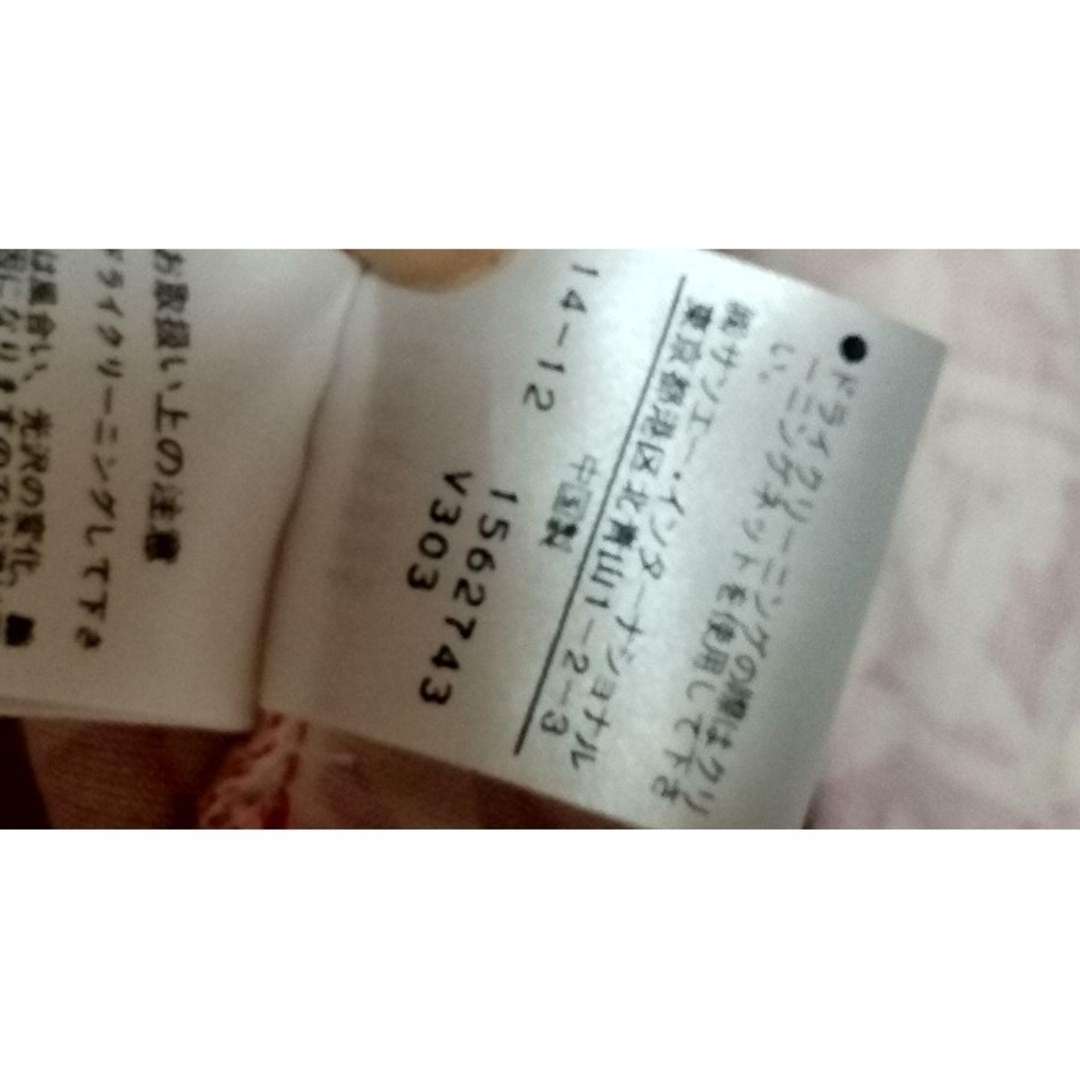 ●ドライクリーニングの際はクリ
ーニングネットを使用して下さ
い。
㈱サンエー・インターナショナル
東京都港区北青山1-2-3
中国製
14-12
1562743
V303
お取扱い上の注意
ドライクリーニングして下さ
は風合い、光沢の変化、